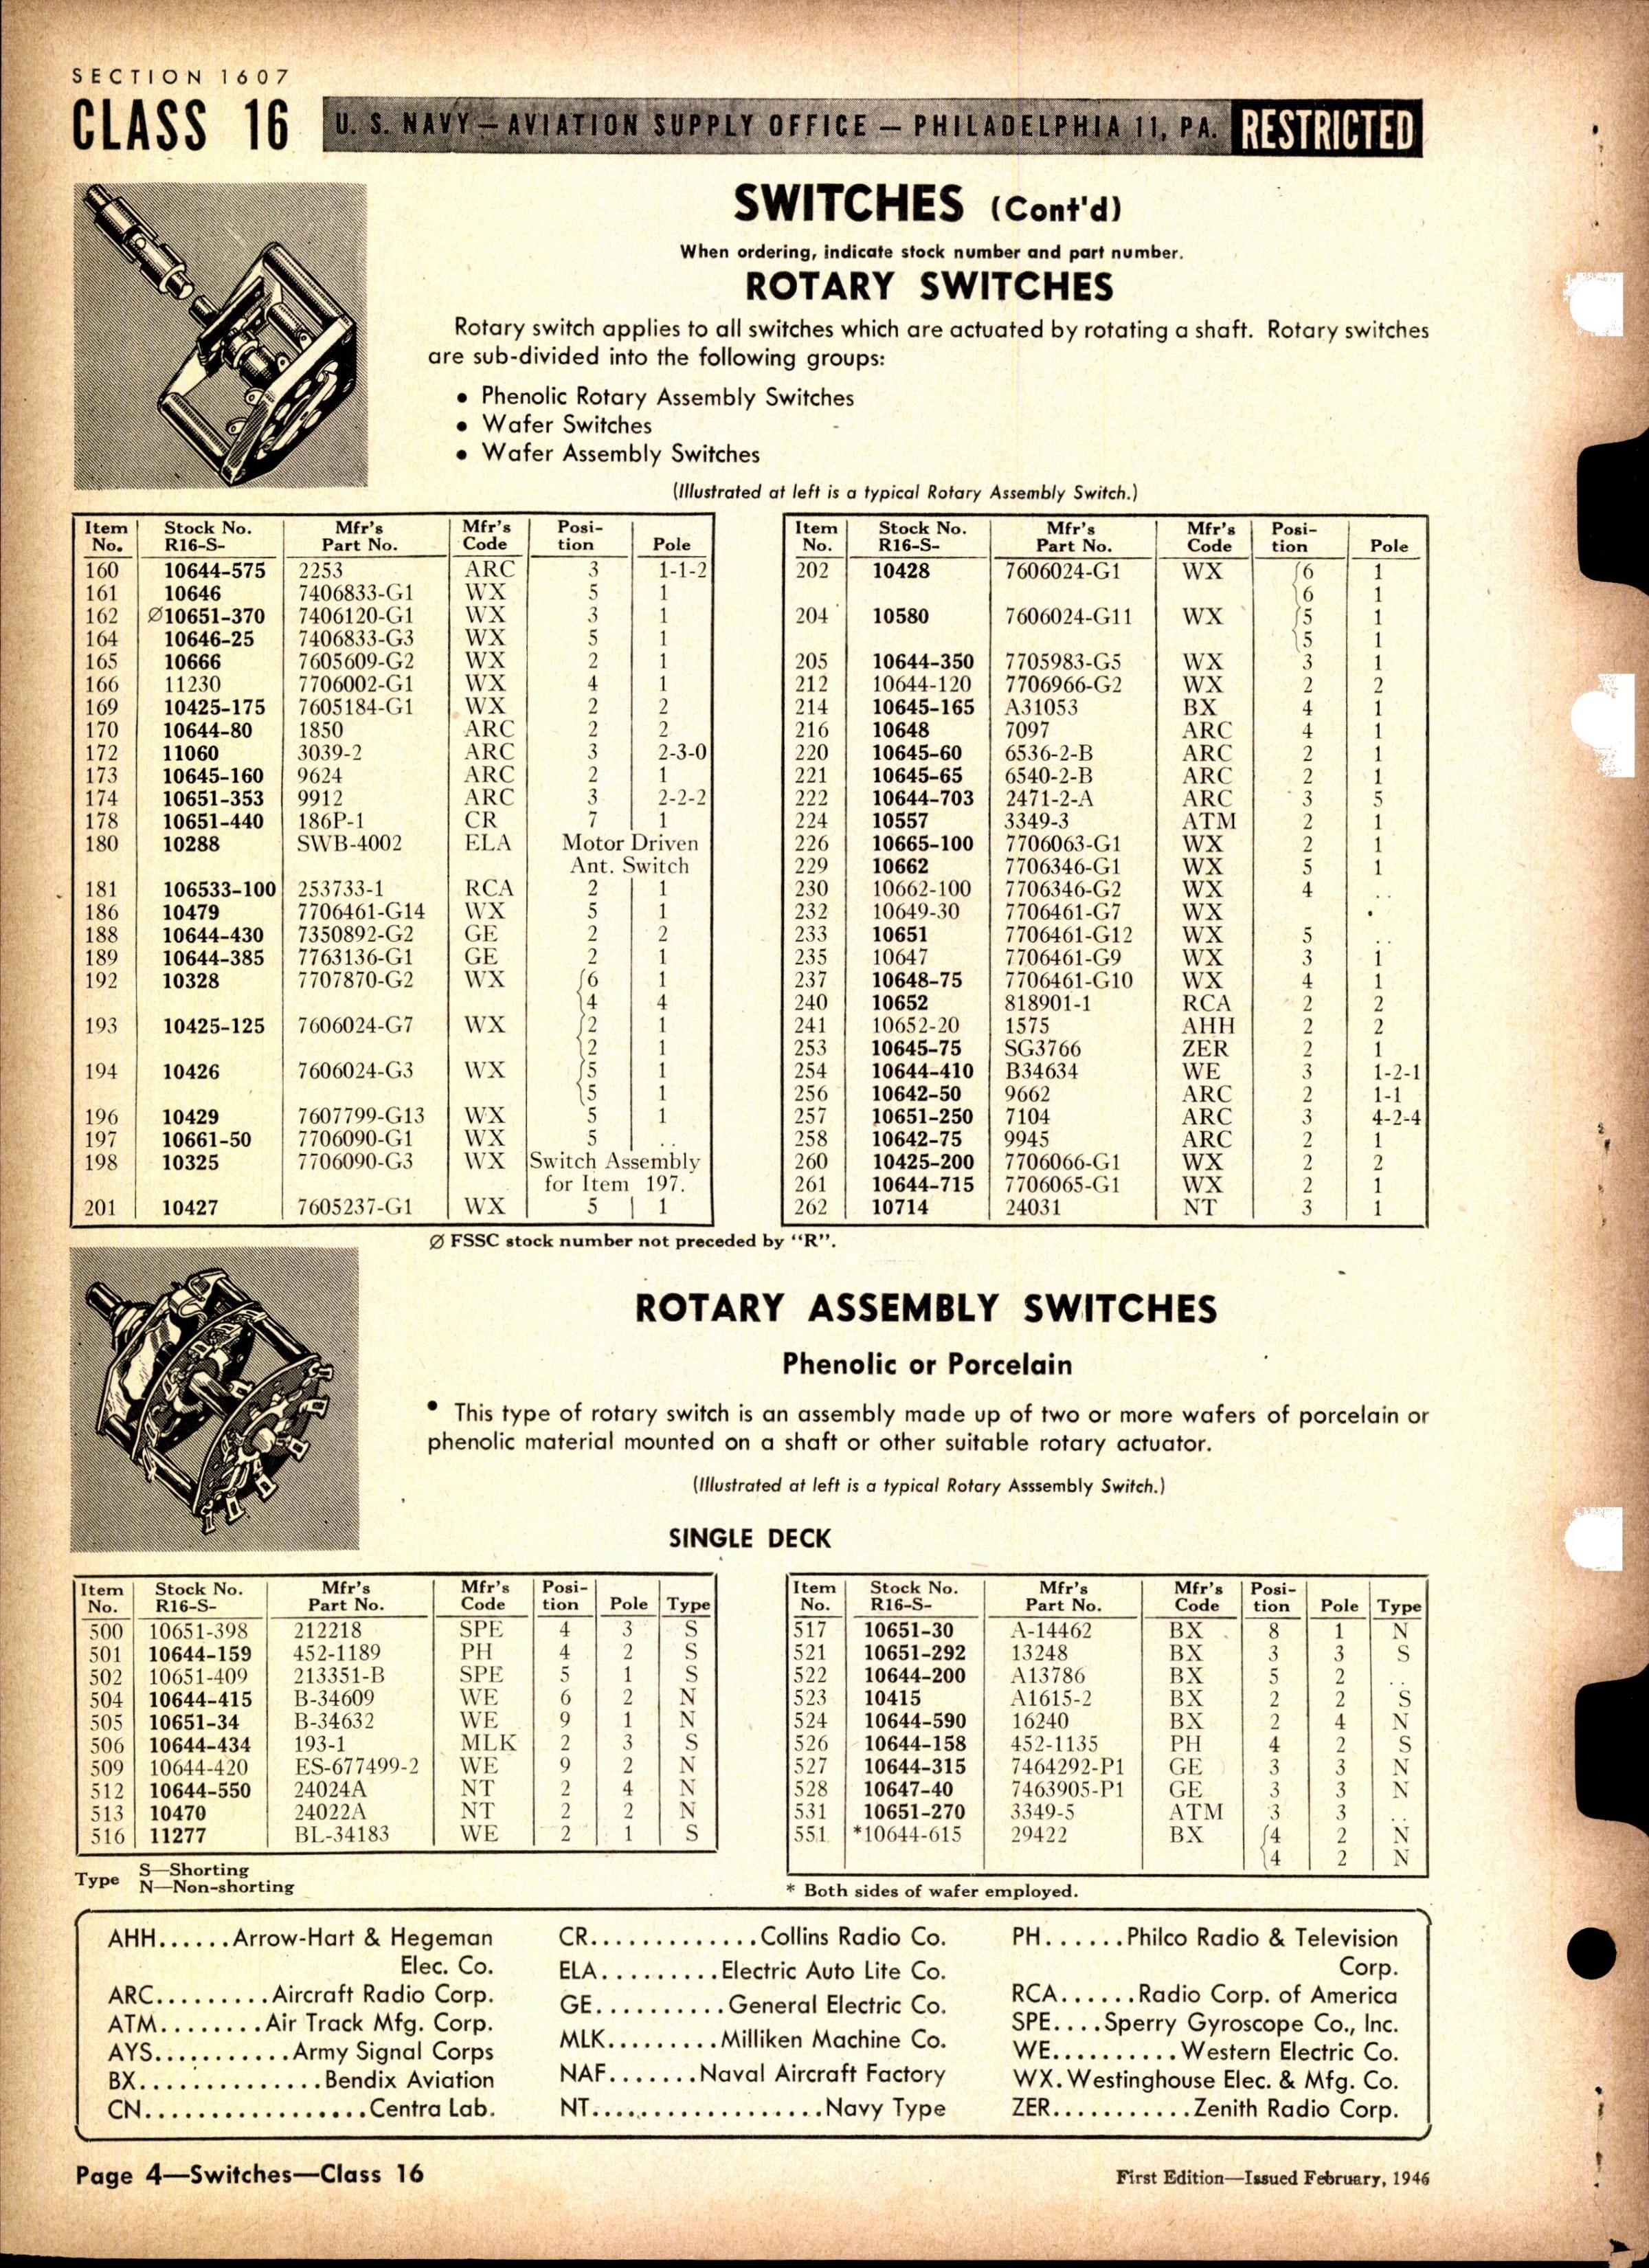 SECTION 1607
CLASS 16 U. S. NAVY — AVIATION SUPPLY OFFICE — PHILADELPHIA 11, PA. RESTRICTED
SWITCHES (Cont'd)
When ordering, indicate stock number and part number.
ROTARY SWITCHES
Rotary switch applies to all switches which are actuated by rotating a shaft. Rotary switches
are sub-divided into the following groups:
• Phenolic Rotary Assembly Switches
• Wafer Switches
• Wafer Assembly Switches
(Illustrated at left is a typical Rotary Assembly Switch.)
Item Stock No. Mfr's Mfr's Posi-
No. R16-S- Part No. Code tion Pole
160 10644-575 2253 ARC 3 1-1-2
161 10646 7406833-G1 WX 5 1
162 Ø10651-370 7406120-G1 WX 3 1
164 10646-25 7406833-G3 WX 5 1
165 10666 7605609-G2 WX 2 1
166 11230 7706002-G1 WX 4 1
169 10425-175 7605184-G1 WX 2 2
170 10644-80 1850 ARC 2 2
172 11060 3039-2 ARC 3 2-3-0
173 10645-160 9624 ARC 2 1
174 10651-353 9912 ARC 3 2-2-2
178 10651-440 186P-1 CR 7 1
180 10288 SWB-4002 ELA Motor Driven
Ant. Switch
181 106533-100 253733-1 RCA 2 1
186 10479 7706461-G14 WX 5 1
188 10644-430 7350892-G2 GE 2 2
189 10644-385 7763136-G1 GE 2 1
192 10328 7707870-G2 WX {6 1
{4 4
193 10425-125 7606024-G7 WX {2 1
{2 1
194 10426 7606024-G3 WX {5 1
{5 1
196 10429 7607799-G13 WX 5 1
197 10661-50 7706090-G1 WX 5 ..
198 10325 7706090-G3 WX Switch Assembly
for Item 197.
201 10427 7605237-G1 WX 5 1
Item Stock No. Mfr's Mfr's Posi-
No. R16-S- Part No. Code tion Pole
202 10428 7606024-G1 WX {6 1
{6 1
204 10580 7606024-G11 WX {5 1
{5 1
205 10644-350 7705983-G5 WX 3 1
212 10644-120 7706966-G2 WX 2 2
214 10645-165 A31053 BX 4 1
216 10648 7097 ARC 4 1
220 10645-60 6536-2-B ARC 2 1
221 10645-65 6540-2-B ARC 2 1
222 10644-703 2471-2-A ARC 3 5
224 10557 3349-3 ATM 2 1
226 10665-100 7706063-G1 WX 2 1
229 10662 7706346-G1 WX 5 1
230 10662-100 7706346-G2 WX 4 ..
232 10649-30 7706461-G7 WX .
233 10651 7706461-G12 WX 5 ..
235 10647 7706461-G9 WX 3 1
237 10648-75 7706461-G10 WX 4 1
240 10652 818901-1 RCA 2 2
241 10652-20 1575 AHH 2 2
253 10645-75 SG3766 ZER 2 1
254 10644-410 B34634 WE 3 1-2-1
256 10642-50 9662 ARC 2 1-1
257 10651-250 7104 ARC 3 4-2-4
258 10642-75 9945 ARC 2 1
260 10425-200 7706066-G1 WX 2 2
261 10644-715 7706065-G1 WX 2 1
262 10714 24031 NT 3 1
Ø FSSC stock number not preceded by "R".
ROTARY ASSEMBLY SWITCHES
Phenolic or Porcelain
• This type of rotary switch is an assembly made up of two or more wafers of porcelain or
phenolic material mounted on a shaft or other suitable rotary actuator.
(Illustrated at left is a typical Rotary Asssembly Switch.)
SINGLE DECK
Item Stock No. Mfr's Mfr's Posi-
No. R16-S- Part No. Code tion Pole Type
500 10651-398 212218 SPE 4 3 S
501 10644-159 452-1189 PH 4 2 S
502 10651-409 213351-B SPE 5 1 S
504 10644-415 B-34609 WE 6 2 N
505 10651-34 B-34632 WE 9 1 N
506 10644-434 193-1 MLK 2 3 S
509 10644-420 ES-677499-2 WE 9 2 N
512 10644-550 24024A NT 2 4 N
513 10470 24022A NT 2 2 N
516 11277 BL-34183 WE 2 1 S
Type S—Shorting
N—Non-shorting
Item Stock No. Mfr's Mfr's Posi-
No. R16-S- Part No. Code tion Pole Type
517 10651-30 A-14462 BX 8 1 N
521 10651-292 13248 BX 3 3 S
522 10644-200 A13786 BX 5 2 ..
523 10415 A1615-2 BX 2 2 S
524 10644-590 16240 BX 2 4 N
526 10644-158 452-1135 PH 4 2 S
527 10644-315 7464292-P1 GE 3 3 N
528 10647-40 7463905-P1 GE 3 3 N
531 10651-270 3349-5 ATM 3 3 ..
551 *10644-615 29422 BX {4 2 N
{4 2 N
* Both sides of wafer employed.
AHH......Arrow-Hart & Hegeman
Elec. Co.
ARC.........Aircraft Radio Corp.
ATM........Air Track Mfg. Corp.
AYS...........Army Signal Corps
BX..............Bendix Aviation
CN.................Centra Lab.
CR.............Collins Radio Co.
ELA.........Electric Auto Lite Co.
GE..........General Electric Co.
MLK.........Milliken Machine Co.
NAF.......Naval Aircraft Factory
NT..................Navy Type
PH......Philco Radio & Television
Corp.
RCA......Radio Corp. of America
SPE....Sperry Gyroscope Co., Inc.
WE..........Western Electric Co.
WX.Westinghouse Elec. & Mfg. Co.
ZER...........Zenith Radio Corp.
Page 4—Switches—Class 16
First Edition—Issued February, 1946